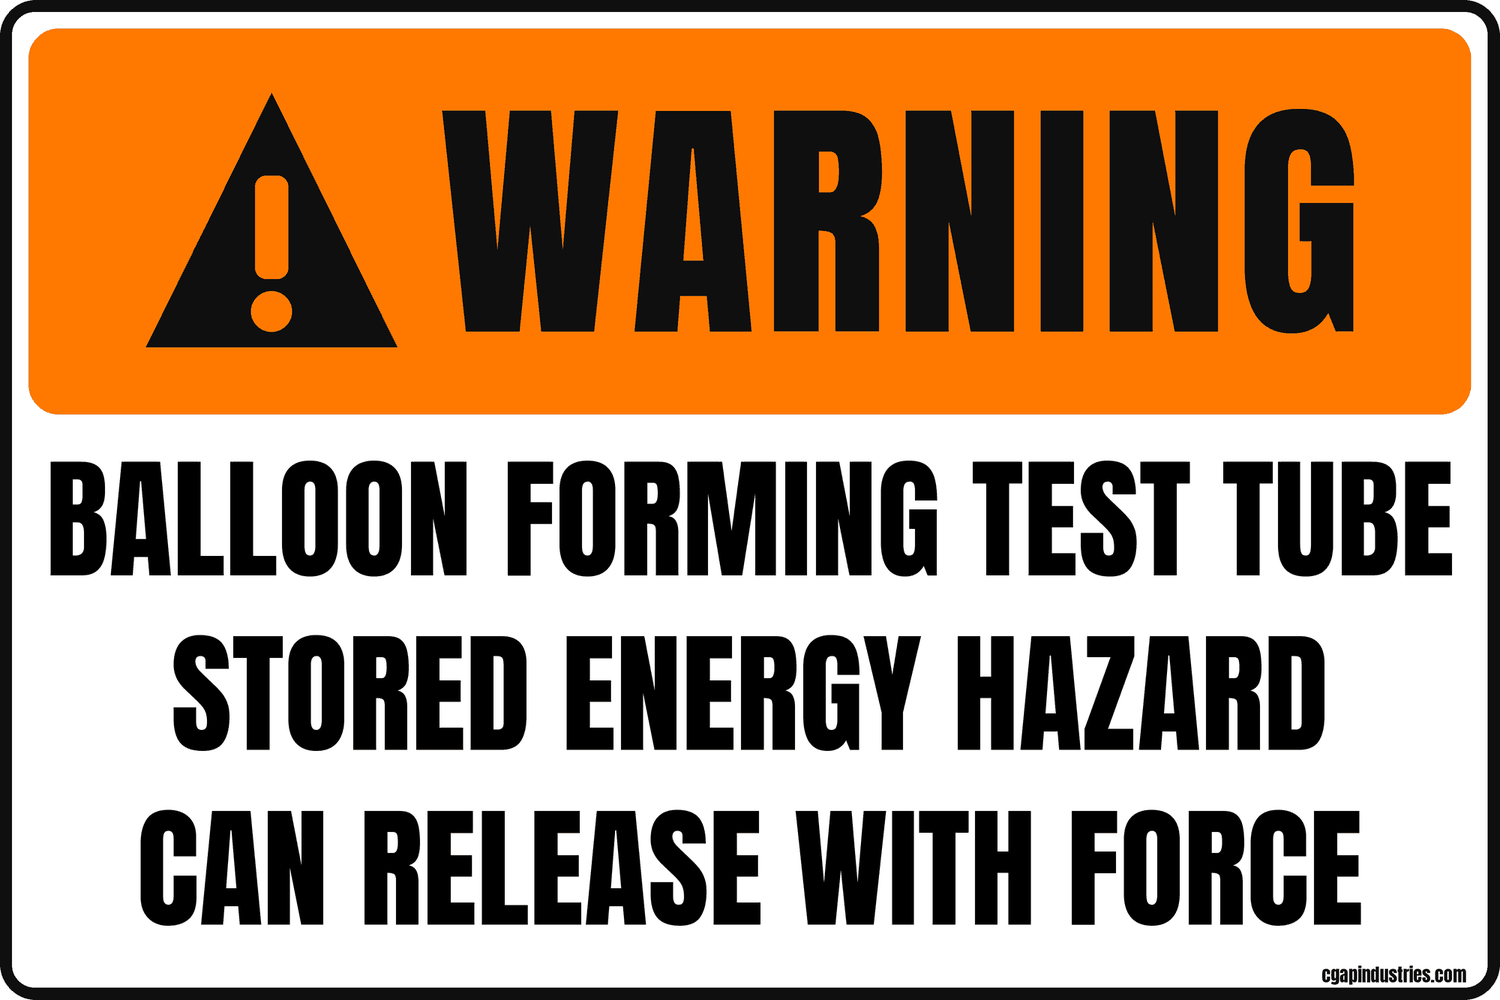 WARNING
BALLOON FORMING TEST TUBE
STORED ENERGY HAZARD
CAN RELEASE WITH FORCE
cgapindustries.com